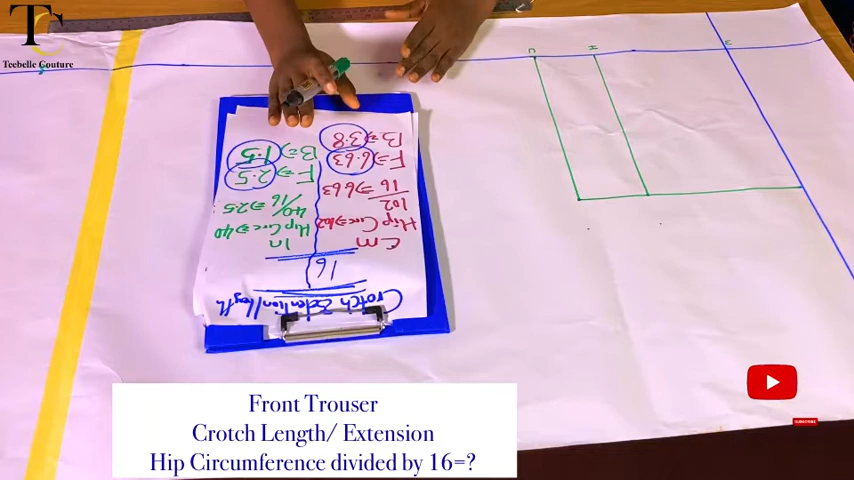 TC
Teebelle Couture
Crotch Extention/length
16
Cm
Hip Circ⇒102
102/16 ⇒ 6.63
F⇒6.63
B⇒3.8
In
Hip Circ⇒40
40/16 ⇒ 2.5
F⇒2.5
B⇒1.5
C
H
W
Front Trouser
Crotch Length/ Extension
Hip Circumference divided by 16=?
SUBSCRIBE